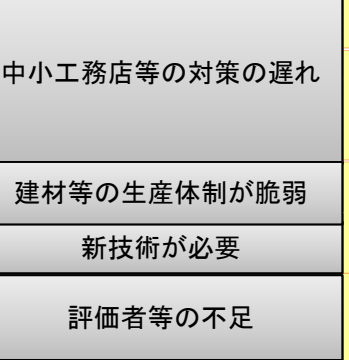 中小工務店等の対策の遅れ
建材等の生産体制が脆弱
新技術が必要
評価者等の不足